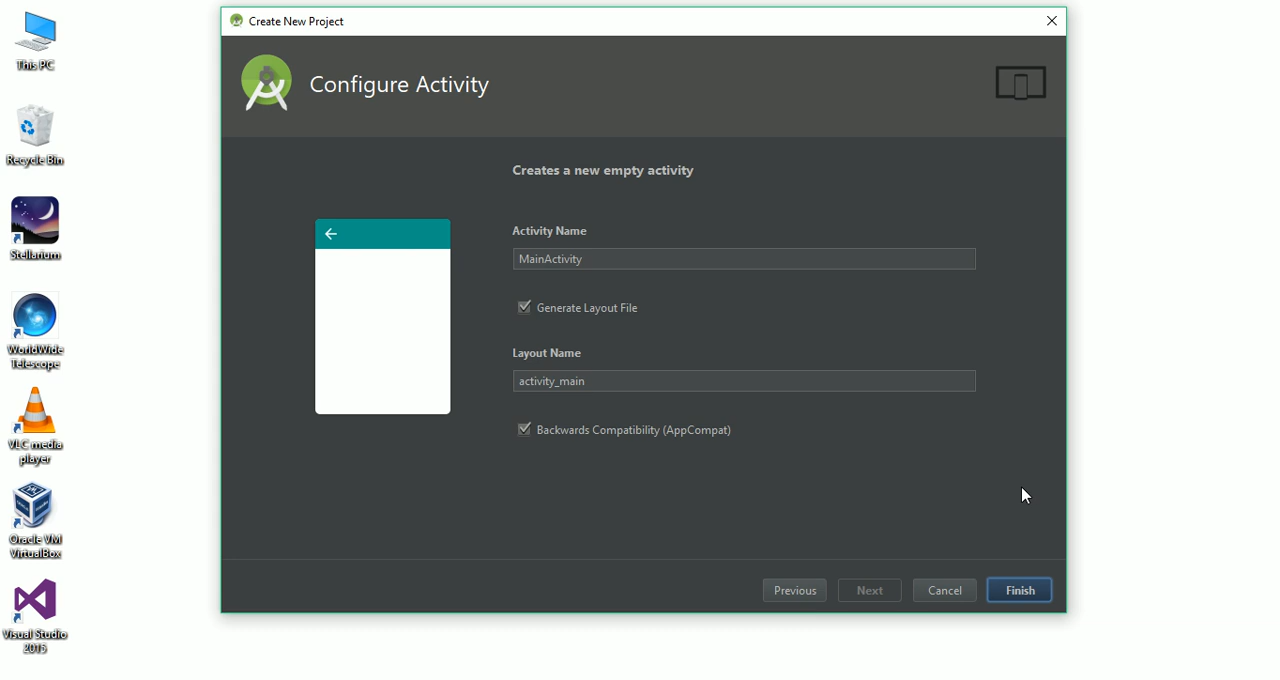 This PC
Recycle Bin
Stellarium
WorldWide
Telescope
VLC media
player
Oracle VM
VirtualBox
Visual Studio
2015
Create New Project
Configure Activity
Creates a new empty activity
Activity Name
MainActivity
Generate Layout File
Layout Name
activity_main
Backwards Compatibility (AppCompat)
Previous
Next
Cancel
Finish